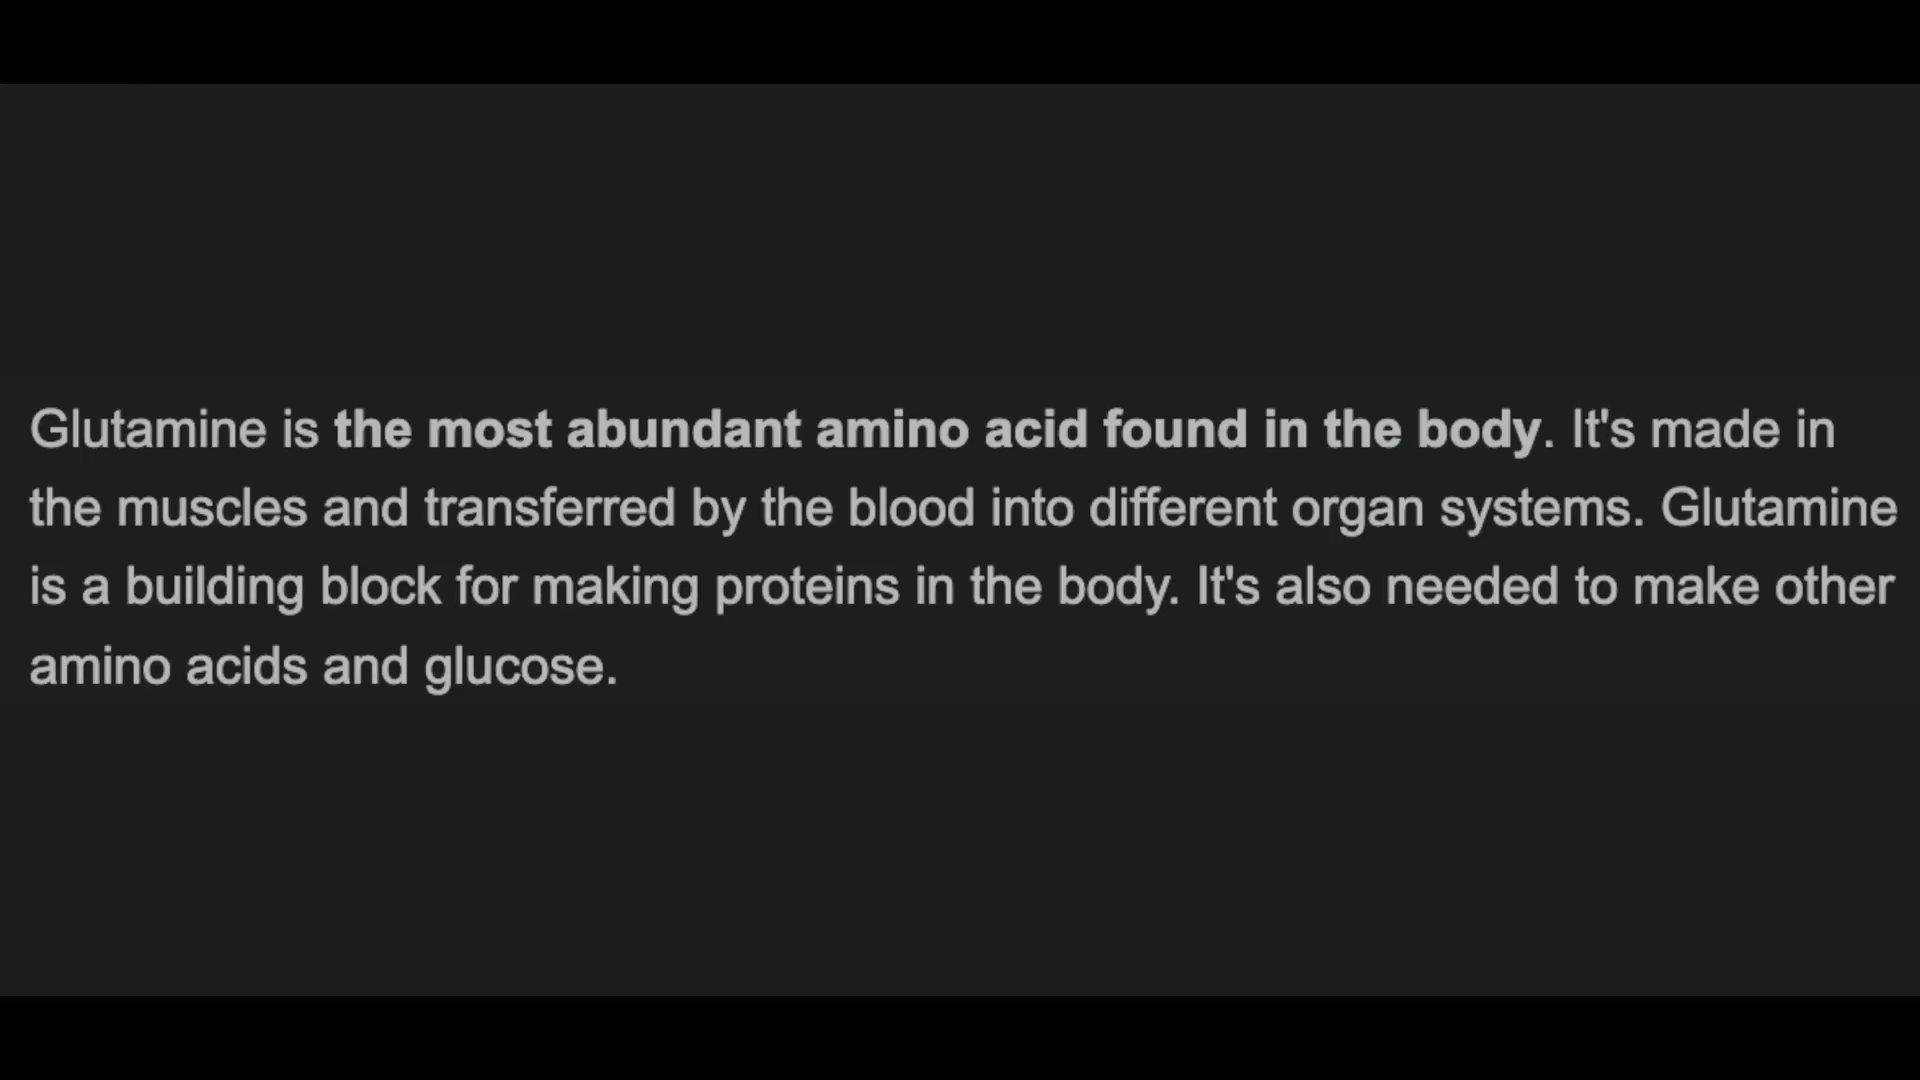 Glutamine is the most abundant amino acid found in the body. It's made in
the muscles and transferred by the blood into different organ systems. Glutamine
is a building block for making proteins in the body. It's also needed to make other
amino acids and glucose.